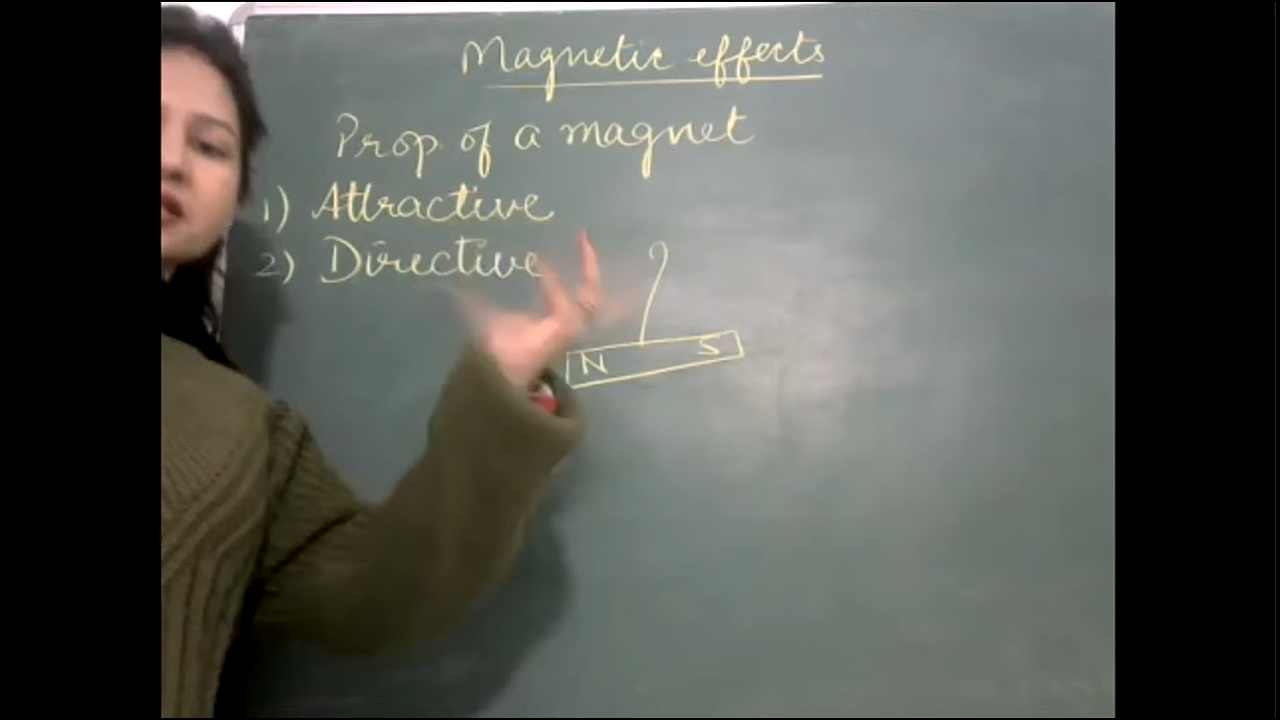 Magnetic effects
Prop of a magnet
1) Attractive
2) Directive
N S